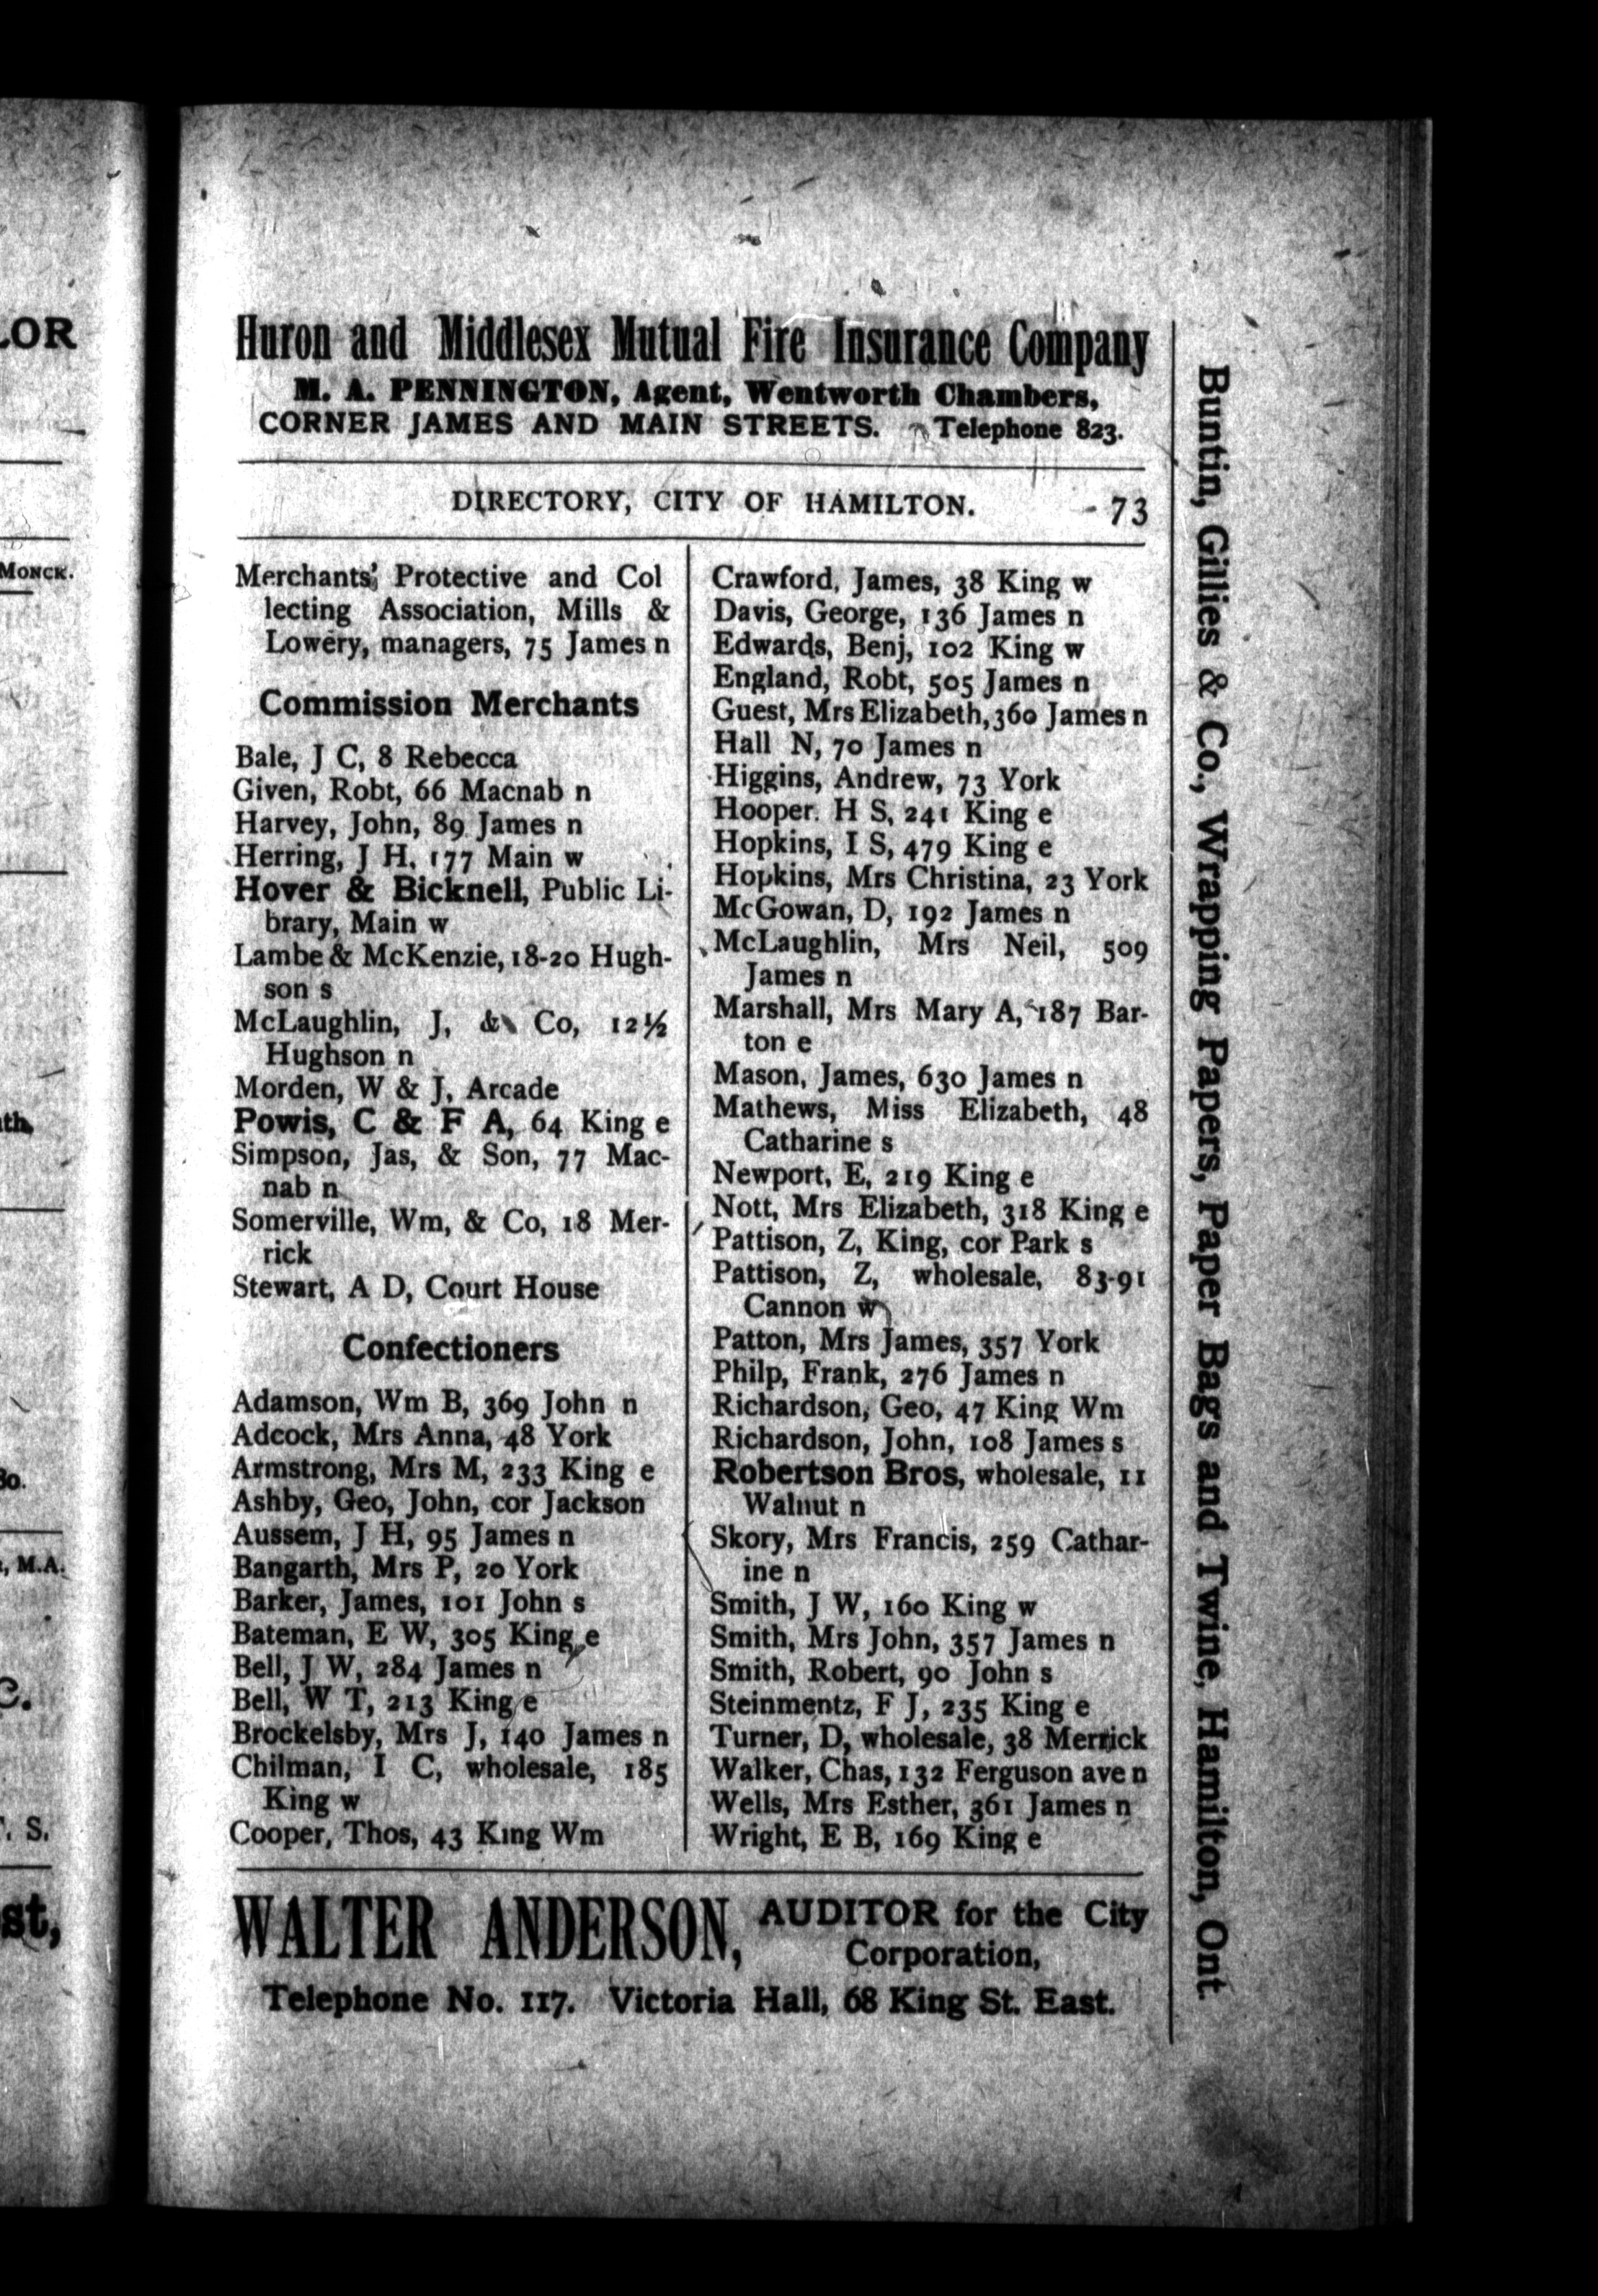 LOR
MONCK.
M.A.
Huron and Middlesex Mutual Fire Insurance Company
M. A. PENNINGTON, Agent, Wentworth Chambers,
CORNER JAMES AND MAIN STREETS. Telephone 823.
DIRECTORY, CITY OF HAMILTON. 73
Merchants' Protective and Col
lecting Association, Mills &
Lowery, managers, 75 James n
Commission Merchants
Bale, J C, 8 Rebecca
Given, Robt, 66 Macnab n
Harvey, John, 89 James n
Herring, J H, 177 Main w
Hover & Bicknell, Public Li-
brary, Main w
Lambe & McKenzie, 18-20 Hugh-
son s
McLaughlin, J, & Co, 12½
Hughson n
Morden, W & J, Arcade
Powis, C & F A, 64 King e
Simpson, Jas, & Son, 77 Mac-
nab n
Somerville, Wm, & Co, 18 Mer-
rick
Stewart, A D, Court House
Confectioners
Adamson, Wm B, 369 John n
Adcock, Mrs Anna, 48 York
Armstrong, Mrs M, 233 King e
Ashby, Geo, John, cor Jackson
Aussem, J H, 95 James n
Bangarth, Mrs P, 20 York
Barker, James, 101 John s
Bateman, E W, 305 King e
Bell, J W, 284 James n
Bell, W T, 213 King e
Brockelsby, Mrs J, 140 James n
Chilman, I C, wholesale, 185
King w
Cooper, Thos, 43 King Wm
Crawford, James, 38 King w
Davis, George, 136 James n
Edwards, Benj, 102 King w
England, Robt, 505 James n
Guest, Mrs Elizabeth, 360 James n
Hall N, 70 James n
Higgins, Andrew, 73 York
Hooper. H S, 241 King e
Hopkins, I S, 479 King e
Hopkins, Mrs Christina, 23 York
McGowan, D, 192 James n
McLaughlin, Mrs Neil, 509
James n
Marshall, Mrs Mary A, 187 Bar-
ton e
Mason, James, 630 James n
Mathews, Miss Elizabeth, 48
Catharine s
Newport, E, 219 King e
Nott, Mrs Elizabeth, 318 King e
Pattison, Z, King, cor Park s
Pattison, Z, wholesale, 83-91
Cannon w
Patton, Mrs James, 357 York
Philp, Frank, 276 James n
Richardson, Geo, 47 King Wm
Richardson, John, 108 James s
Robertson Bros, wholesale, 11
Walnut n
Skory, Mrs Francis, 259 Cathar-
ine n
Smith, J W, 160 King w
Smith, Mrs John, 357 James n
Smith, Robert, 90 John s
Steinmentz, F J, 235 King e
Turner, D, wholesale, 38 Merrick
Walker, Chas, 132 Ferguson ave n
Wells, Mrs Esther, 361 James n
Wright, E B, 169 King e
WALTER ANDERSON, AUDITOR for the City
Corporation,
Telephone No. 117. Victoria Hall, 68 King St. East.
Buntin, Gillies & Co., Wrapping Papers, Paper Bags and Twine, Hamilton, Ont